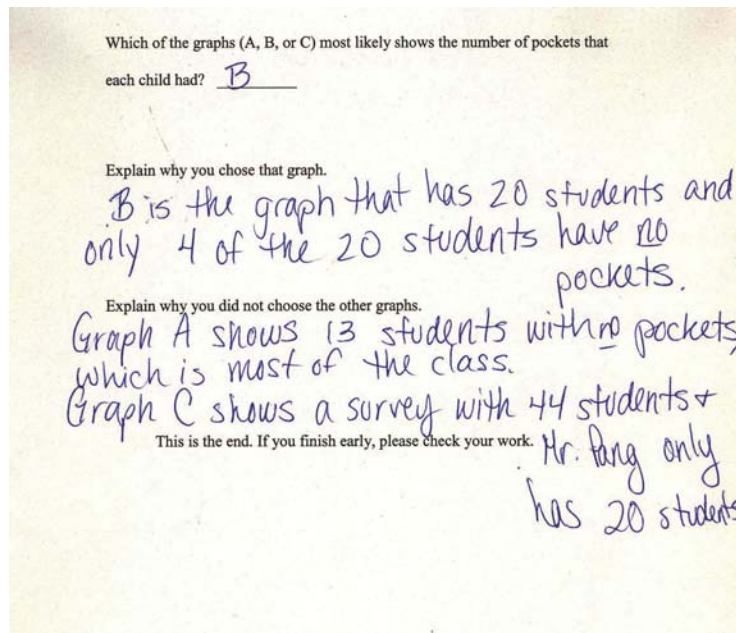 Which of the graphs (A, B, or C) most likely shows the number of pockets that
each child had? B
Explain why you chose that graph.
B is the graph that has 20 students and
only 4 of the 20 students have no
pockets.
Explain why you did not choose the other graphs.
Graph A shows 13 students with no pockets,
which is most of the class.
Graph C shows a survey with 44 students +
This is the end. If you finish early, please check your work. Mr. Pang only
has 20 students